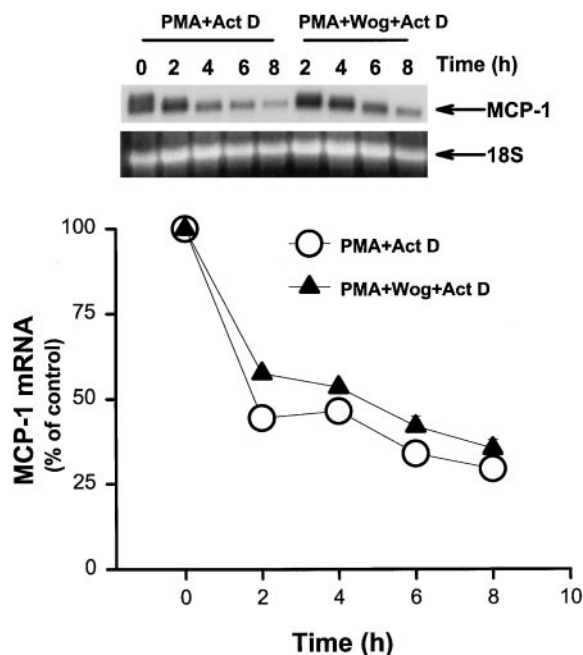 PMA+Act D PMA+Wog+Act D
0 2 4 6 8 2 4 6 8 Time (h)
MCP-1
18S
100
75
50
25
0
MCP-1 mRNA
(% of control)
PMA+Act D
PMA+Wog+Act D
0 2 4 6 8 10
Time (h)